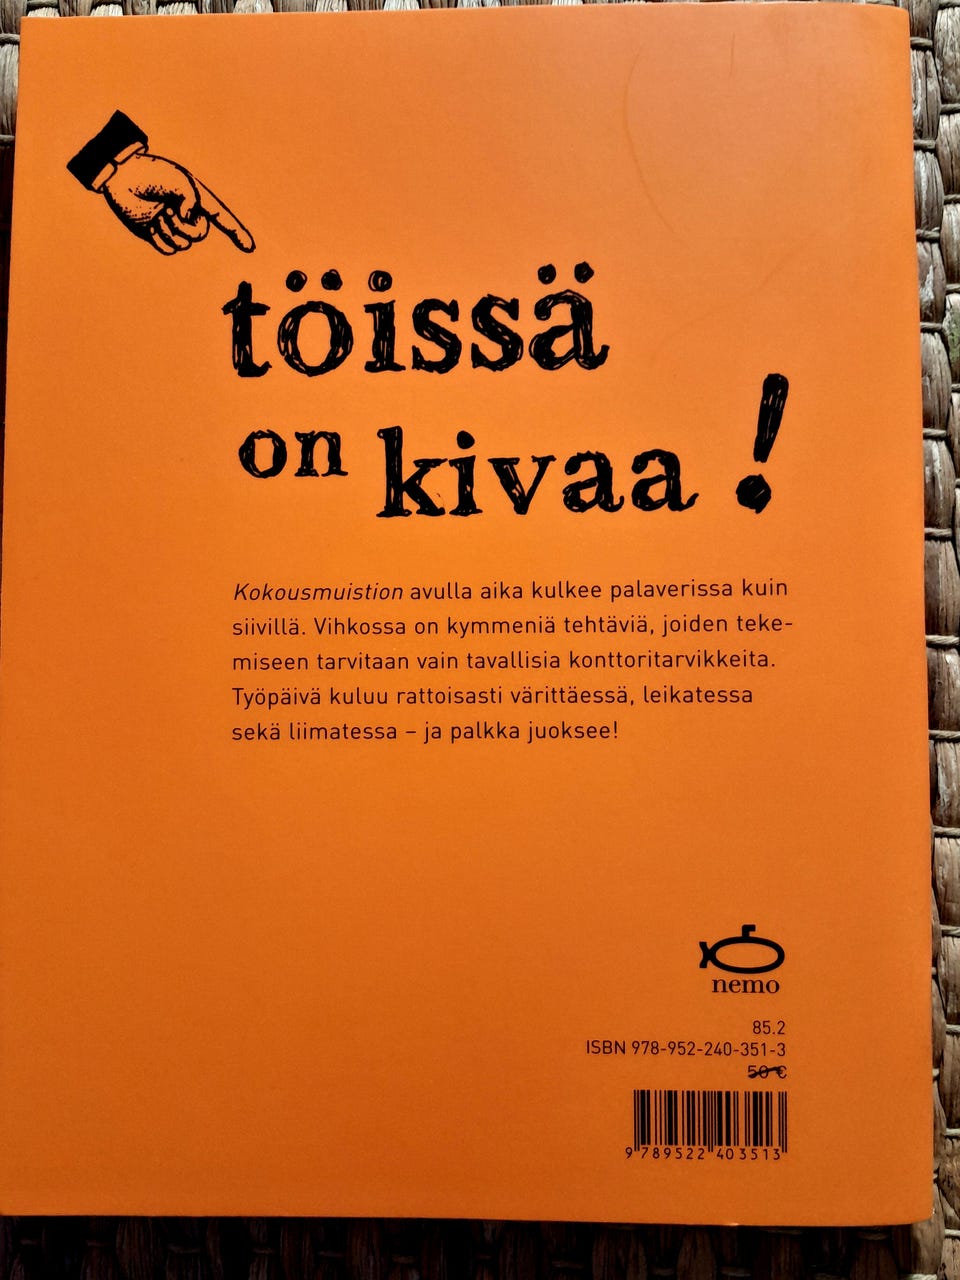 töissä
on kivaa!
Kokousmuistion avulla aika kulkee palaverissa kuin
siivillä. Vihkossa on kymmeniä tehtäviä, joiden teke-
miseen tarvitaan vain tavallisia konttoritarvikkeita.
Työpäivä kuluu rattoisasti värittäessä, leikatessa
sekä liimatessa – ja palkka juoksee!
nemo
85.2
ISBN 978-952-240-351-3
50 €
9 789522 403513